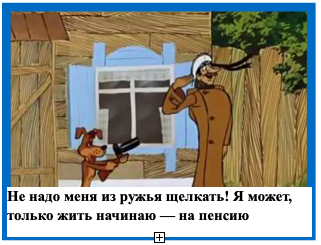 Не надо меня из ружья щелкать! Я может,
только жить начинаю — на пенсию